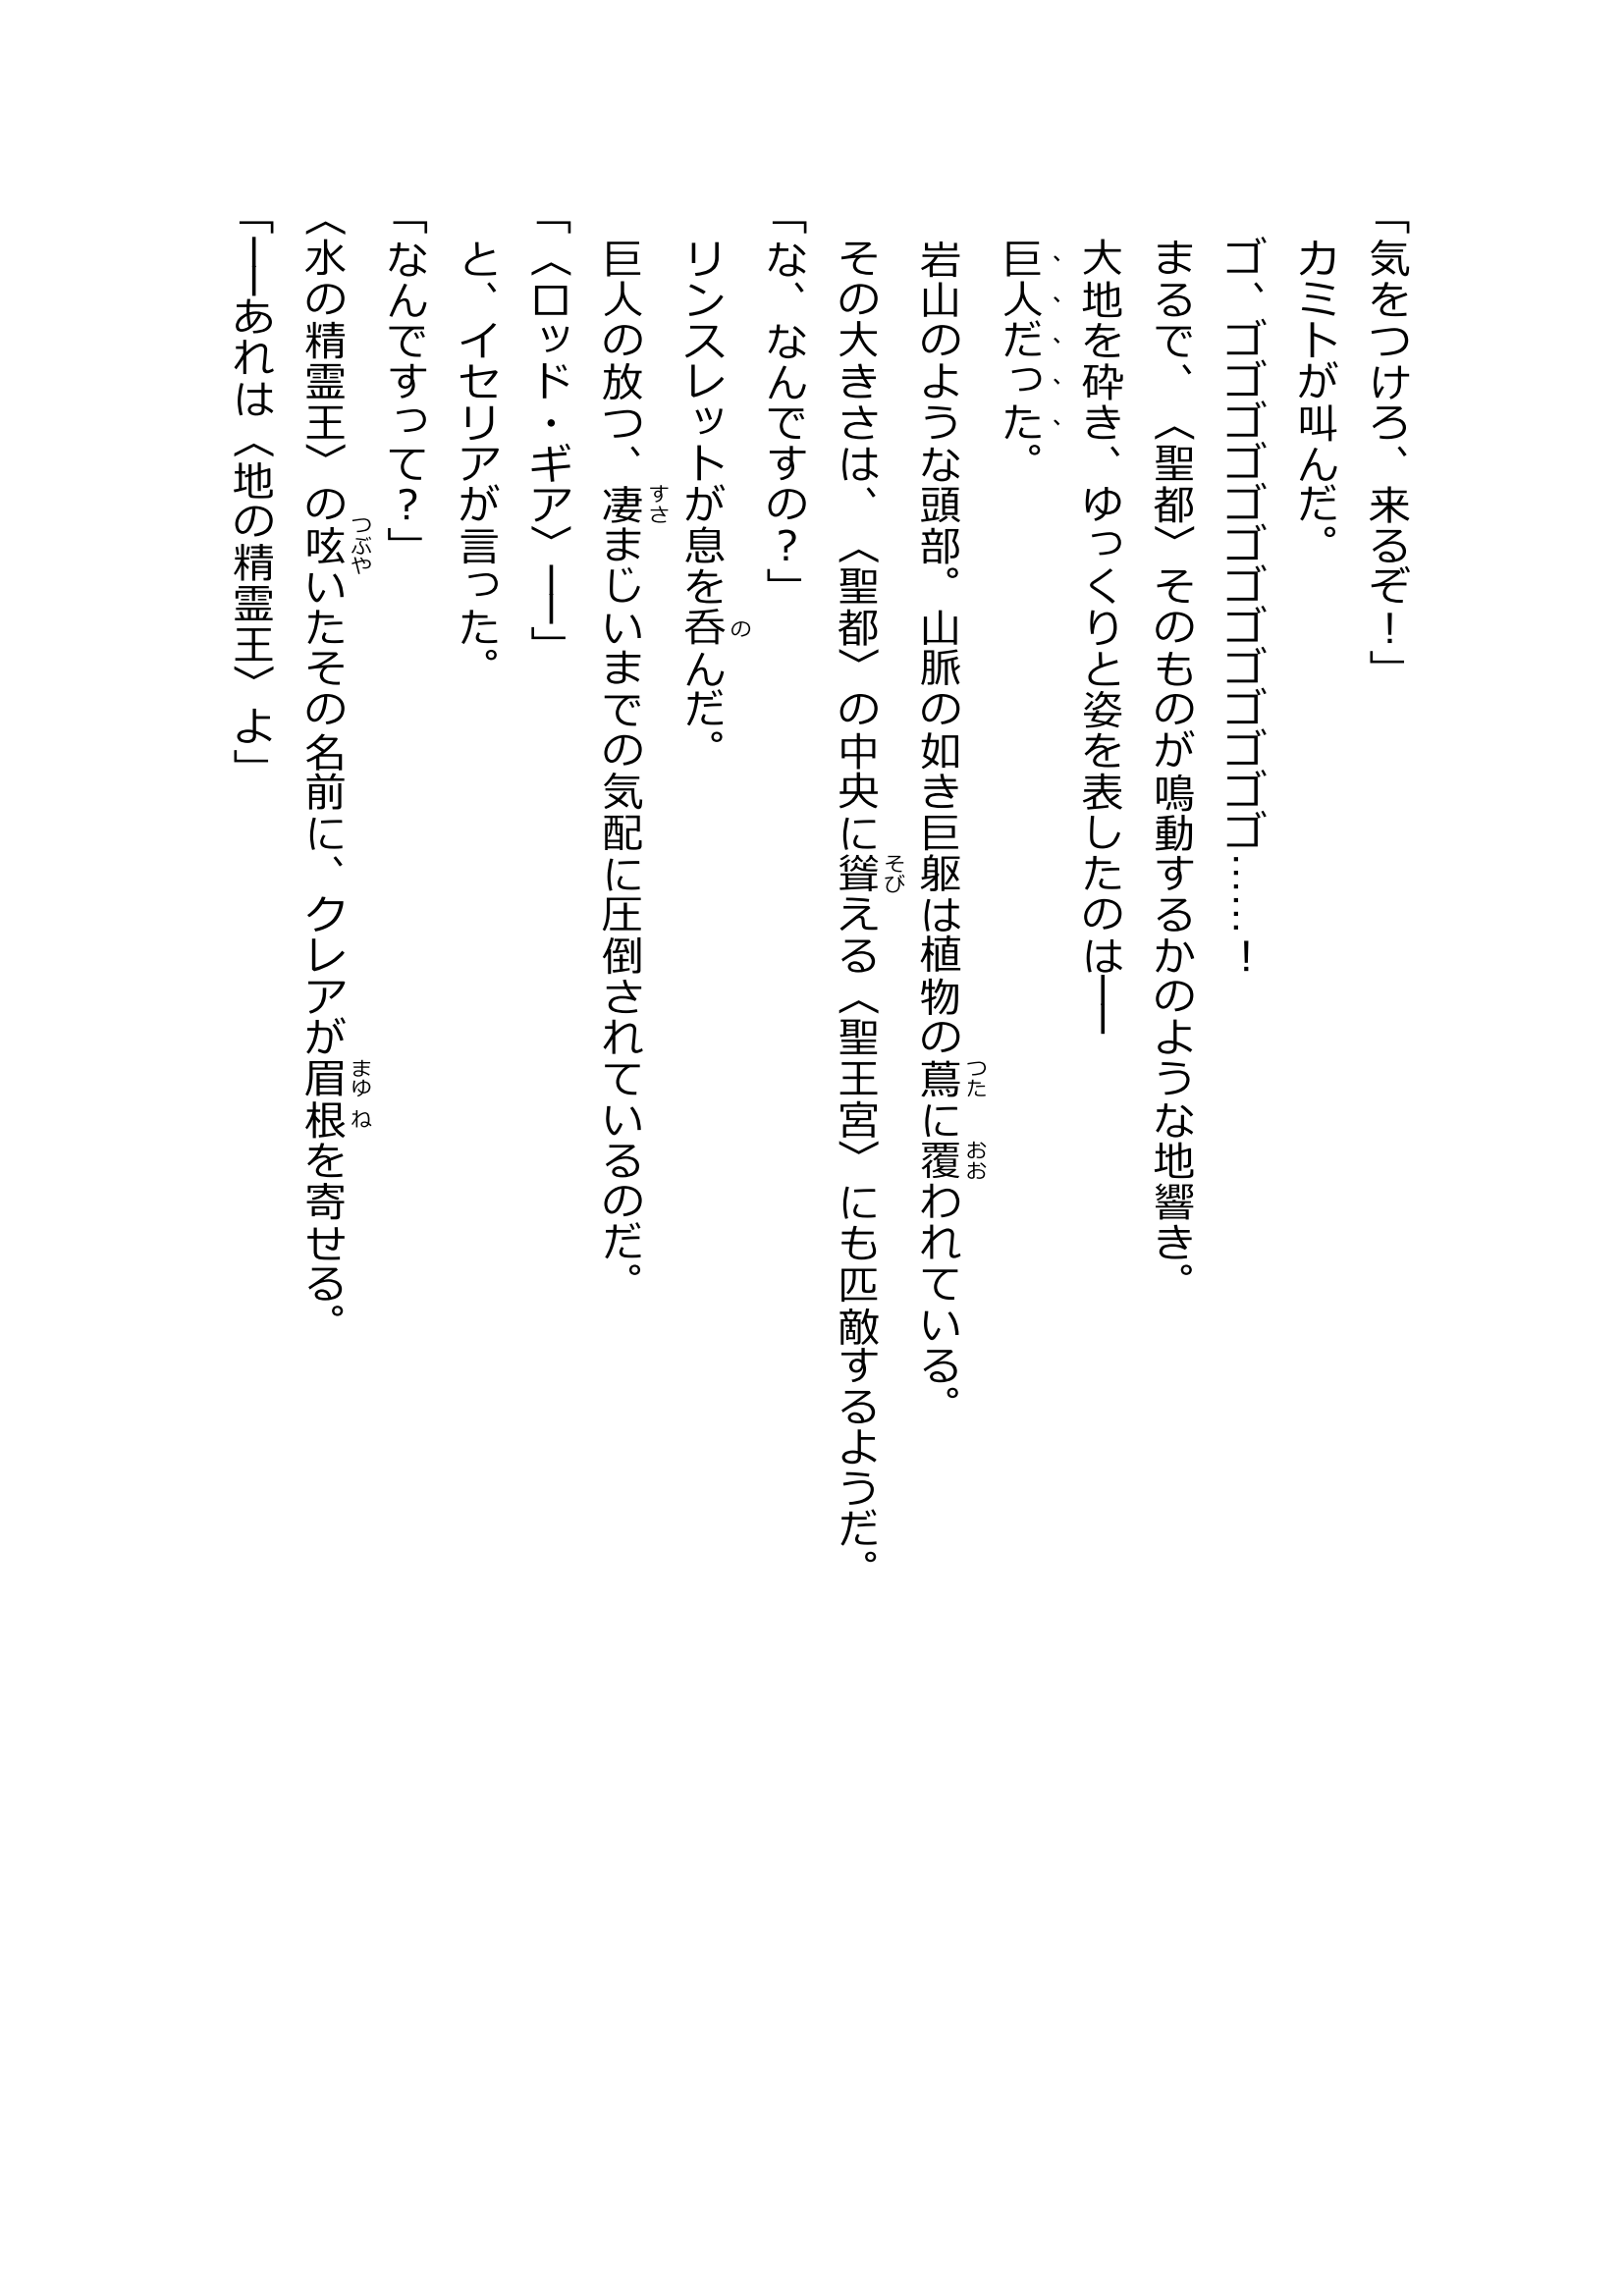 「気をつけろ、来るぞ！」
カミトが叫んだ。
ゴ、ゴゴゴゴゴゴゴゴゴゴゴゴゴ……！
まるで、〈聖都〉そのものが鳴動するかのような地響き。
大地を砕き、ゆっくりと姿を表したのは──
巨人だった。
岩山のような頭部。山脈の如き巨躯は植物の蔦に覆われている。
その大きさは、〈聖都〉の中央に聳える〈聖王宮〉にも匹敵するようだ。
「な、なんですの？」
リンスレットが息を呑んだ。
巨人の放つ、凄まじいまでの気配に圧倒されているのだ。
「〈ロッド・ギア〉──」
と、イセリアが言った。
「なんですって？」
〈水の精霊王〉の呟いたその名前に、クレアが眉根を寄せる。
「──あれは〈地の精霊王〉よ」